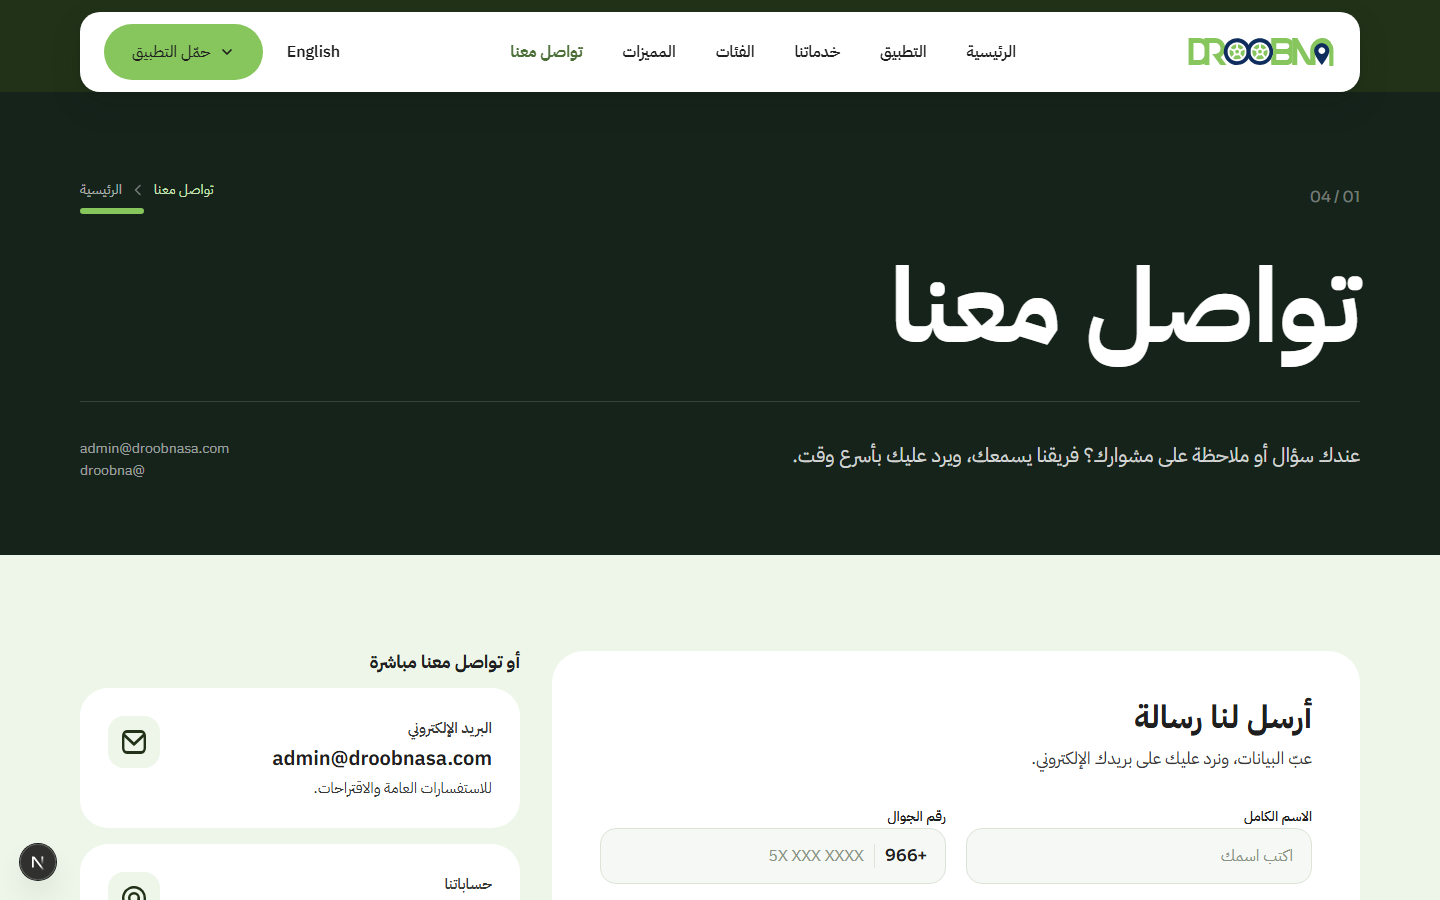 DROOBNA
الرئيسية
التطبيق
خدماتنا
الفئات
المميزات
تواصل معنا
English
حمّل التطبيق
04 / 01
تواصل معنا > الرئيسية
تواصل معنا
عندك سؤال أو ملاحظة على مشوارك؟ فريقنا يسمعك، ويرد عليك بأسرع وقت.
admin@droobnasa.com
droobna@
أرسل لنا رسالة
عبّ البيانات، ونرد عليك على بريدك الإلكتروني.
الاسم الكامل
اكتب اسمك
رقم الجوال
966+
5X XXX XXXX
أو تواصل معنا مباشرة
البريد الإلكتروني
admin@droobnasa.com
للاستفسارات العامة والاقتراحات.
حساباتنا
N